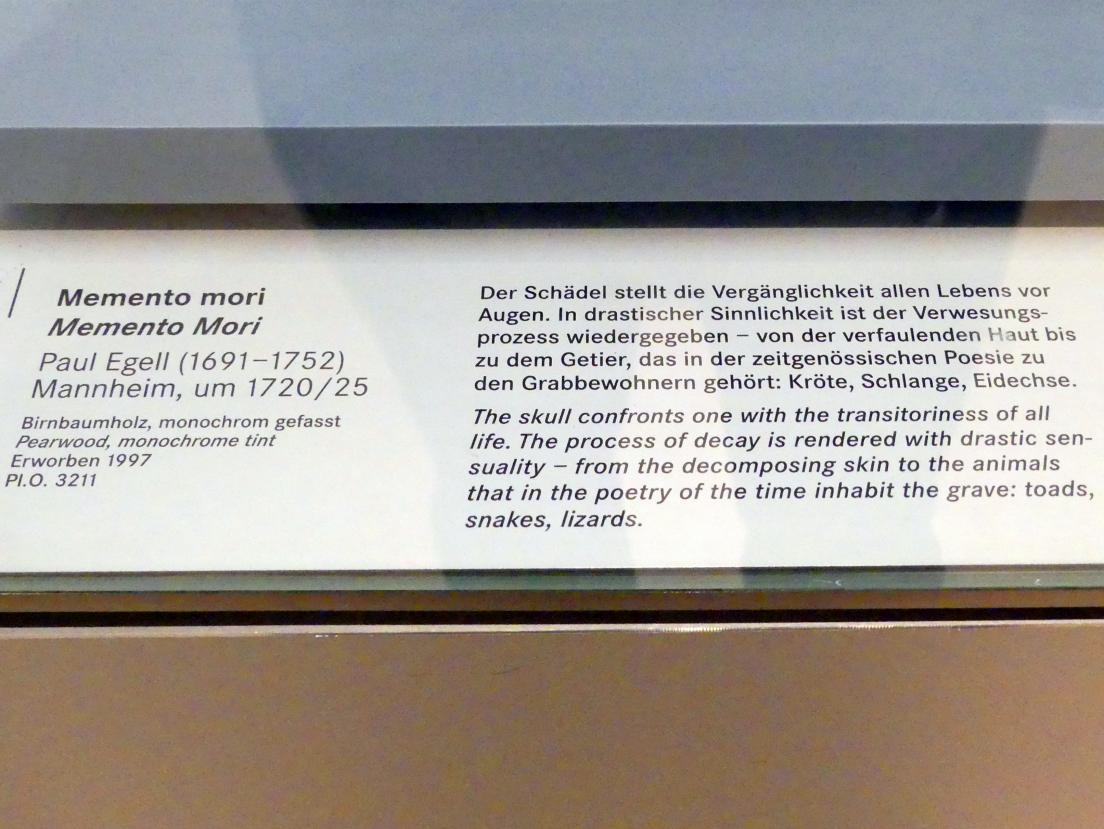 Memento mori
Memento Mori
Paul Egell (1691–1752)
Mannheim, um 1720/25
Birnbaumholz, monochrom gefasst
Pearwood, monochrome tint
Erworben 1997
Pl.O. 3211
Der Schädel stellt die Vergänglichkeit allen Lebens vor
Augen. In drastischer Sinnlichkeit ist der Verwesungs-
prozess wiedergegeben – von der verfaulenden Haut bis
zu dem Getier, das in der zeitgenössischen Poesie zu
den Grabbewohnern gehört: Kröte, Schlange, Eidechse.
The skull confronts one with the transitoriness of all
life. The process of decay is rendered with drastic sen-
suality – from the decomposing skin to the animals
that in the poetry of the time inhabit the grave: toads,
snakes, lizards.